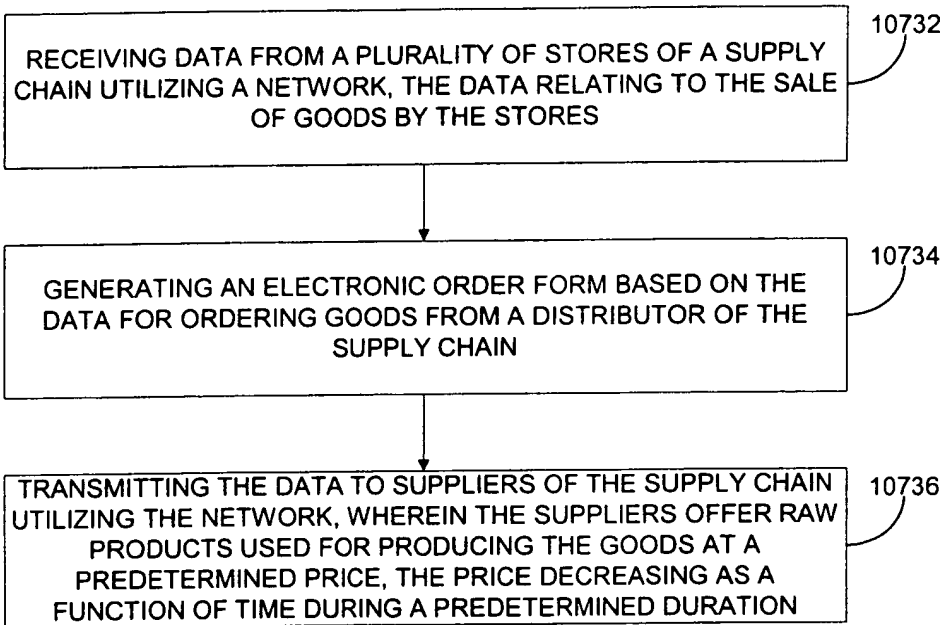 10732
RECEIVING DATA FROM A PLURALITY OF STORES OF A SUPPLY
CHAIN UTILIZING A NETWORK, THE DATA RELATING TO THE SALE
OF GOODS BY THE STORES
10734
GENERATING AN ELECTRONIC ORDER FORM BASED ON THE
DATA FOR ORDERING GOODS FROM A DISTRIBUTOR OF THE
SUPPLY CHAIN
10736
TRANSMITTING THE DATA TO SUPPLIERS OF THE SUPPLY CHAIN
UTILIZING THE NETWORK, WHEREIN THE SUPPLIERS OFFER RAW
PRODUCTS USED FOR PRODUCING THE GOODS AT A
PREDETERMINED PRICE, THE PRICE DECREASING AS A
FUNCTION OF TIME DURING A PREDETERMINED DURATION